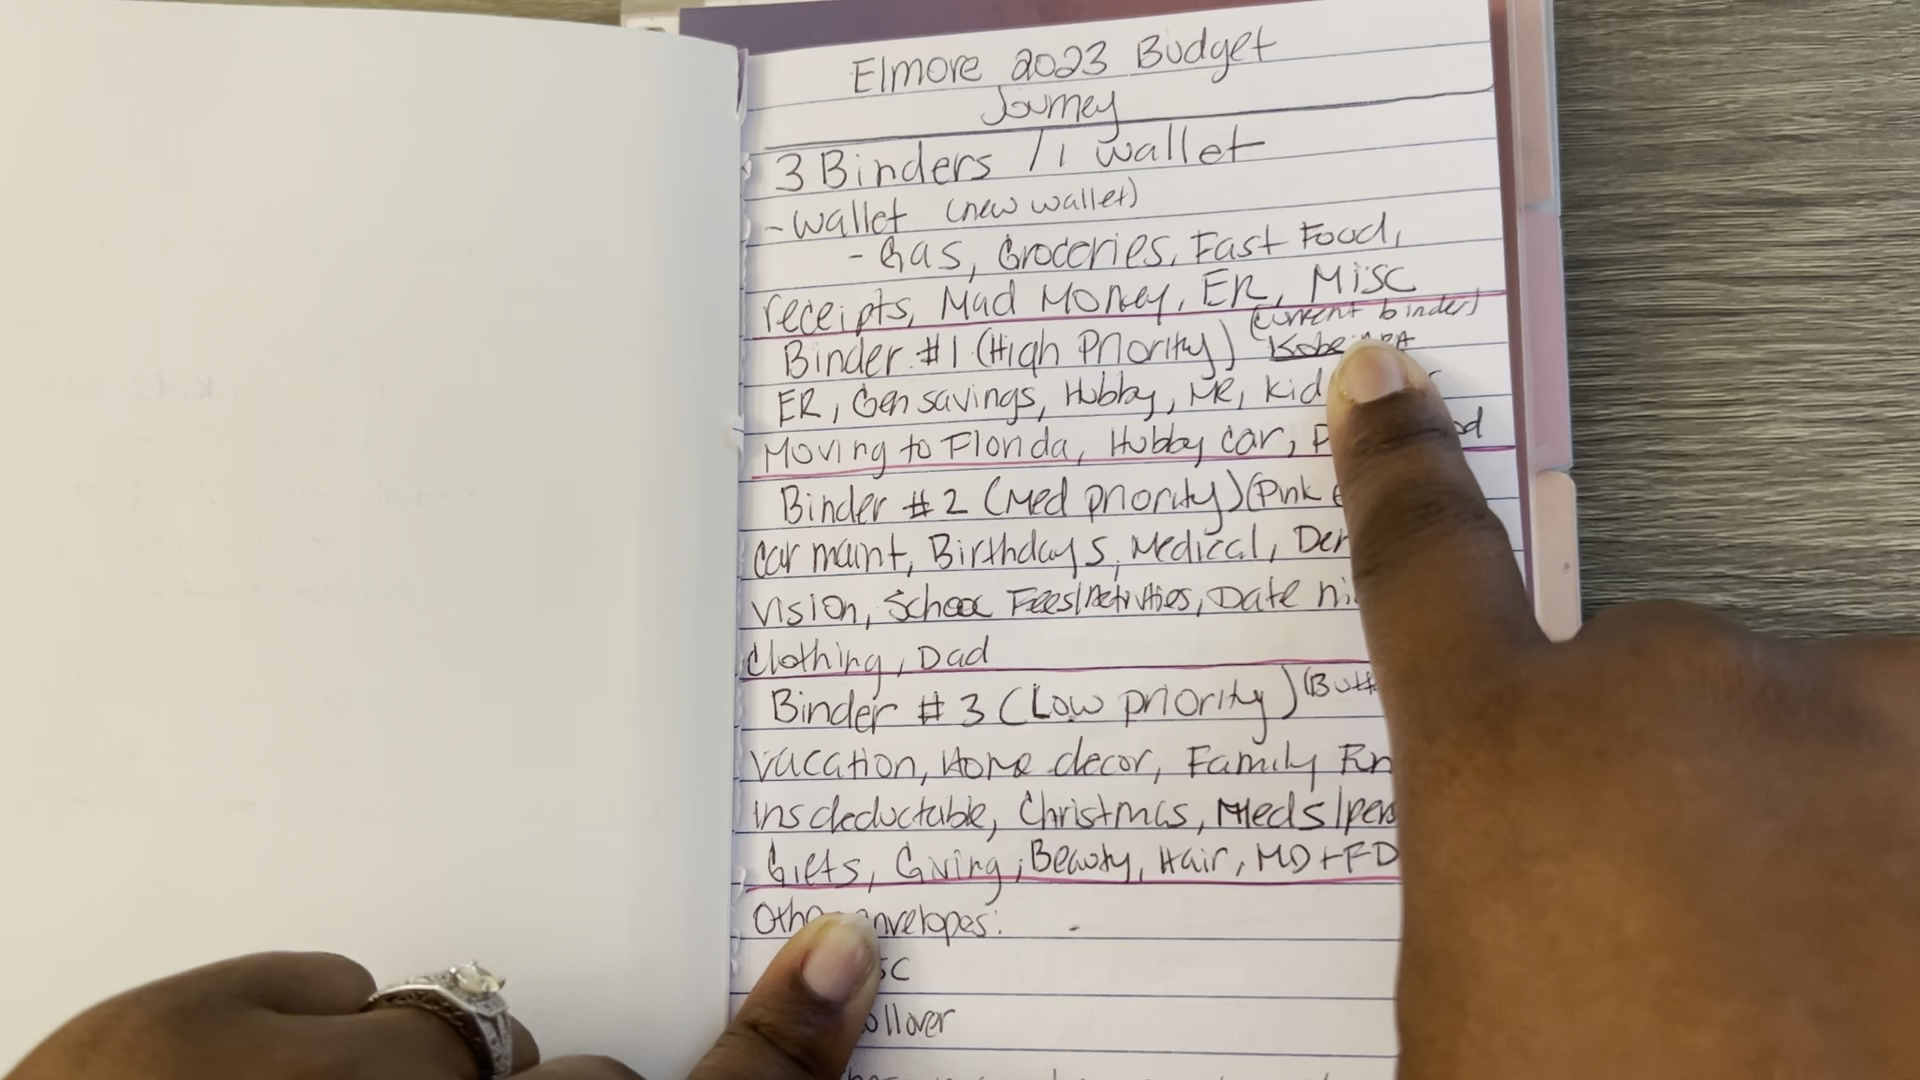 Elmore 2023 Budget
Journey
3 Binders / 1 wallet
- wallet (new wallet)
- Gas, Groceries, Fast Food,
receipts, Mad Money, ER, Misc
(current binder)
Binder #1 (High Priority)
ER, Gen savings, Hubby, ME, Kid
Moving to Florida, Hubby car,
Binder #2 (Med priority) (Pink
car maint, Birthdays, Medical,
vision, School Fees/Activities, Date
Clothing, Dad
Binder #3 (Low priority)
vacation, Home decor, Family
ins deductable, Christmas, Meds/
Gifts, Giving, Beauty, Hair, MD+FD